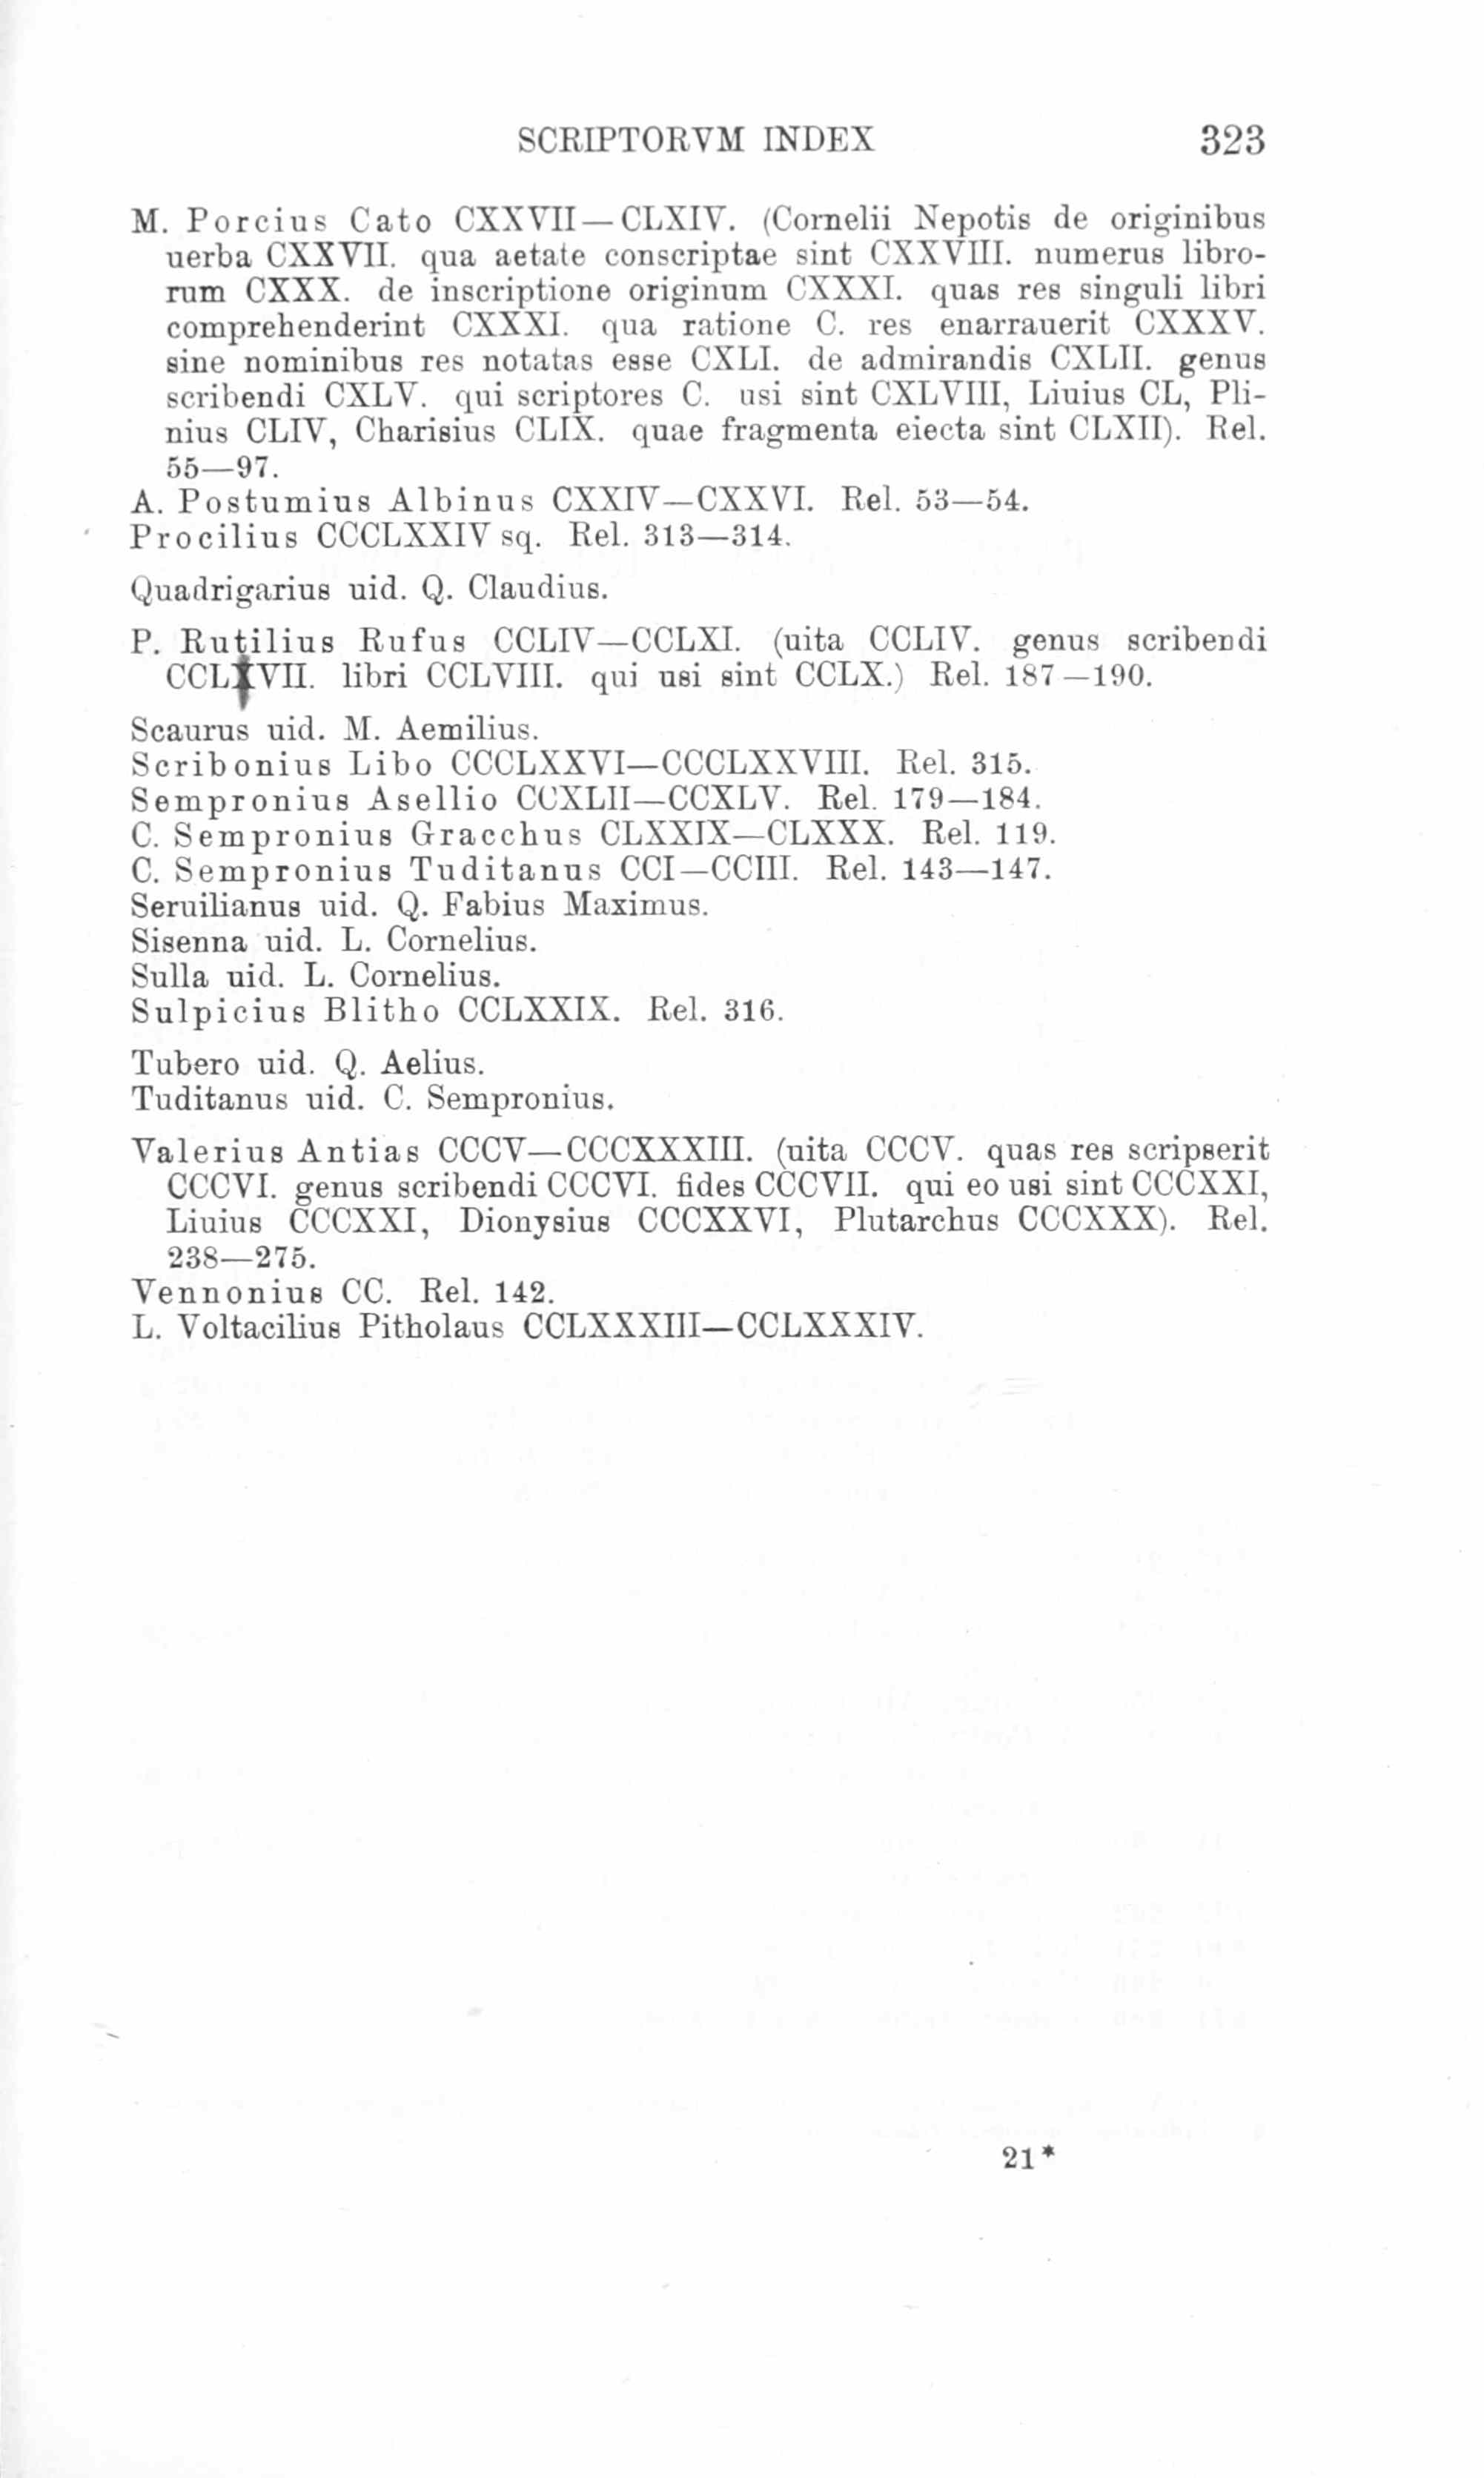 SCRIPTORVM INDEX 323
M. Porcius Cato CXXVII—CLXIV. (Cornelii Nepotis de originibus
uerba CXXVII. qua aetate conscriptae sint CXXVIII. numerus libro-
rum CXXX. de inscriptione originum CXXXI. quas res singuli libri
comprehenderint CXXXI. qua ratione C. res enarrauerit CXXXV.
sine nominibus res notatas esse CXLI. de admirandis CXLII. genus
scribendi CXLV. qui scriptores C. usi sint CXLVIII, Liuius CL, Pli-
nius CLIV, Charisius CLIX. quae fragmenta eiecta sint CLXII). Rel.
55—97.
A. Postumius Albinus CXXIV—CXXVI. Rel. 53—54.
Procilius CCCLXXIV sq. Rel. 313—314.
Quadrigarius uid. Q. Claudius.
P. Rutilius Rufus CCLIV—CCLXI. (uita CCLIV. genus scribendi
CCLXVII. libri CCLVIII. qui usi sint CCLX.) Rel. 187—190.
Scaurus uid. M. Aemilius.
Scribonius Libo CCCLXXVI—CCCLXXVIII. Rel. 315.
Sempronius Asellio CCXLII—CCXLV. Rel. 179—184.
C. Sempronius Gracchus CLXXIX—CLXXX. Rel. 119.
C. Sempronius Tuditanus CCI—CCIII. Rel. 143—147.
Seruilianus uid. Q. Fabius Maximus.
Sisenna uid. L. Cornelius.
Sulla uid. L. Cornelius.
Sulpicius Blitho CCLXXIX. Rel. 316.
Tubero uid. Q. Aelius.
Tuditanus uid. C. Sempronius.
Valerius Antias CCCV—CCCXXXIII. (uita CCCV. quas res scripserit
CCCVI. genus scribendi CCCVI. fides CCCVII. qui eo usi sint CCCXXI,
Liuius CCCXXI, Dionysius CCCXXVI, Plutarchus CCCXXX). Rel.
238—275.
Vennonius CC. Rel. 142.
L. Voltacilius Pitholaus CCLXXXIII—CCLXXXIV.
21*